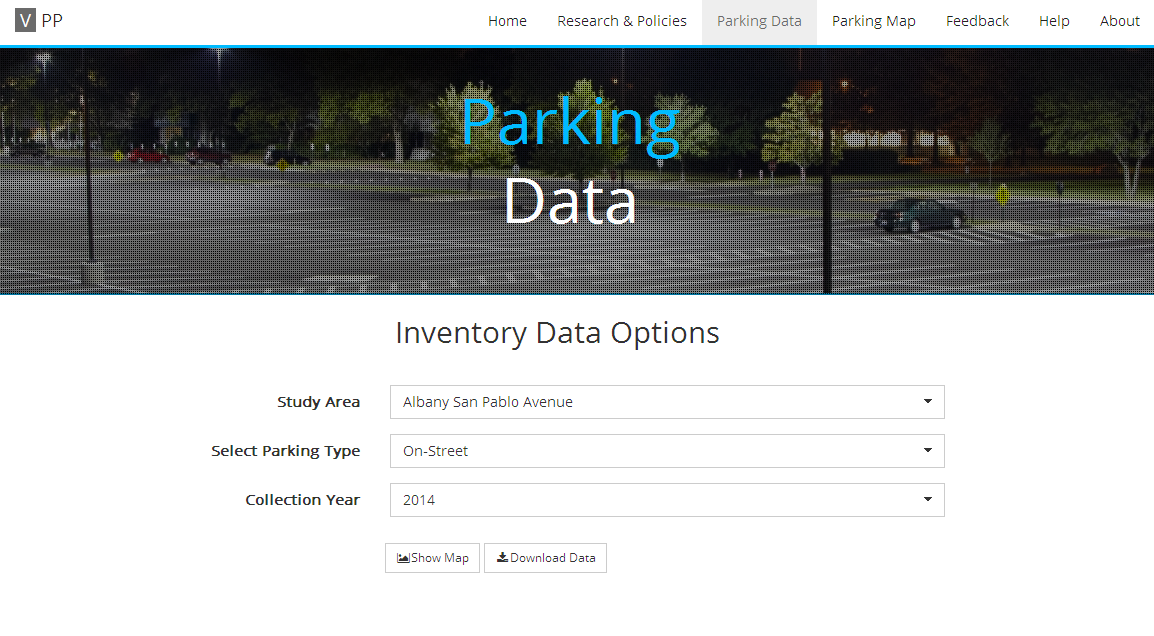 V PP Home Research & Policies Parking Data Parking Map Feedback Help About
Parking
Data
Inventory Data Options
Study Area Albany San Pablo Avenue
Select Parking Type On-Street
Collection Year 2014
Show Map Download Data